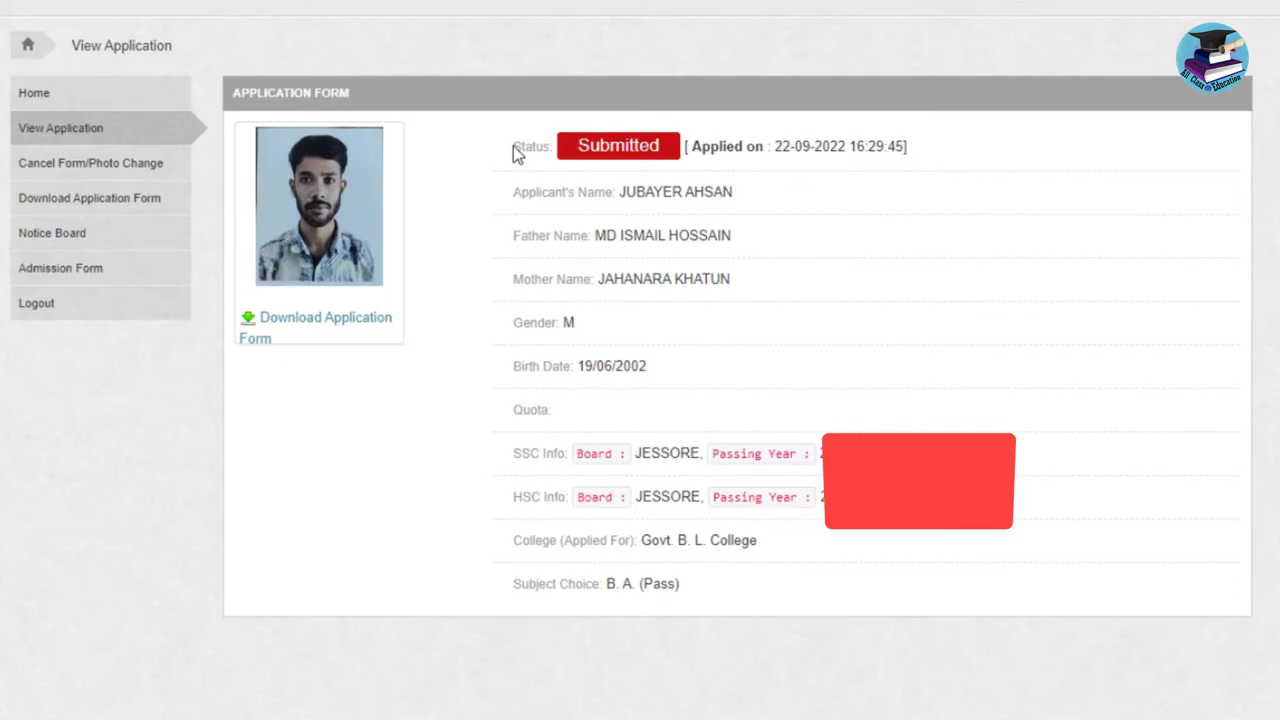 View Application
All Class Education
Home
View Application
Cancel Form/Photo Change
Download Application Form
Notice Board
Admission Form
Logout
APPLICATION FORM
Download Application
Form
Status: Submitted [ Applied on : 22-09-2022 16:29:45]
Applicant's Name: JUBAYER AHSAN
Father Name: MD ISMAIL HOSSAIN
Mother Name: JAHANARA KHATUN
Gender: M
Birth Date: 19/06/2002
Quota:
SSC Info: Board : JESSORE, Passing Year :
HSC Info: Board : JESSORE, Passing Year :
College (Applied For): Govt. B. L. College
Subject Choice: B. A. (Pass)